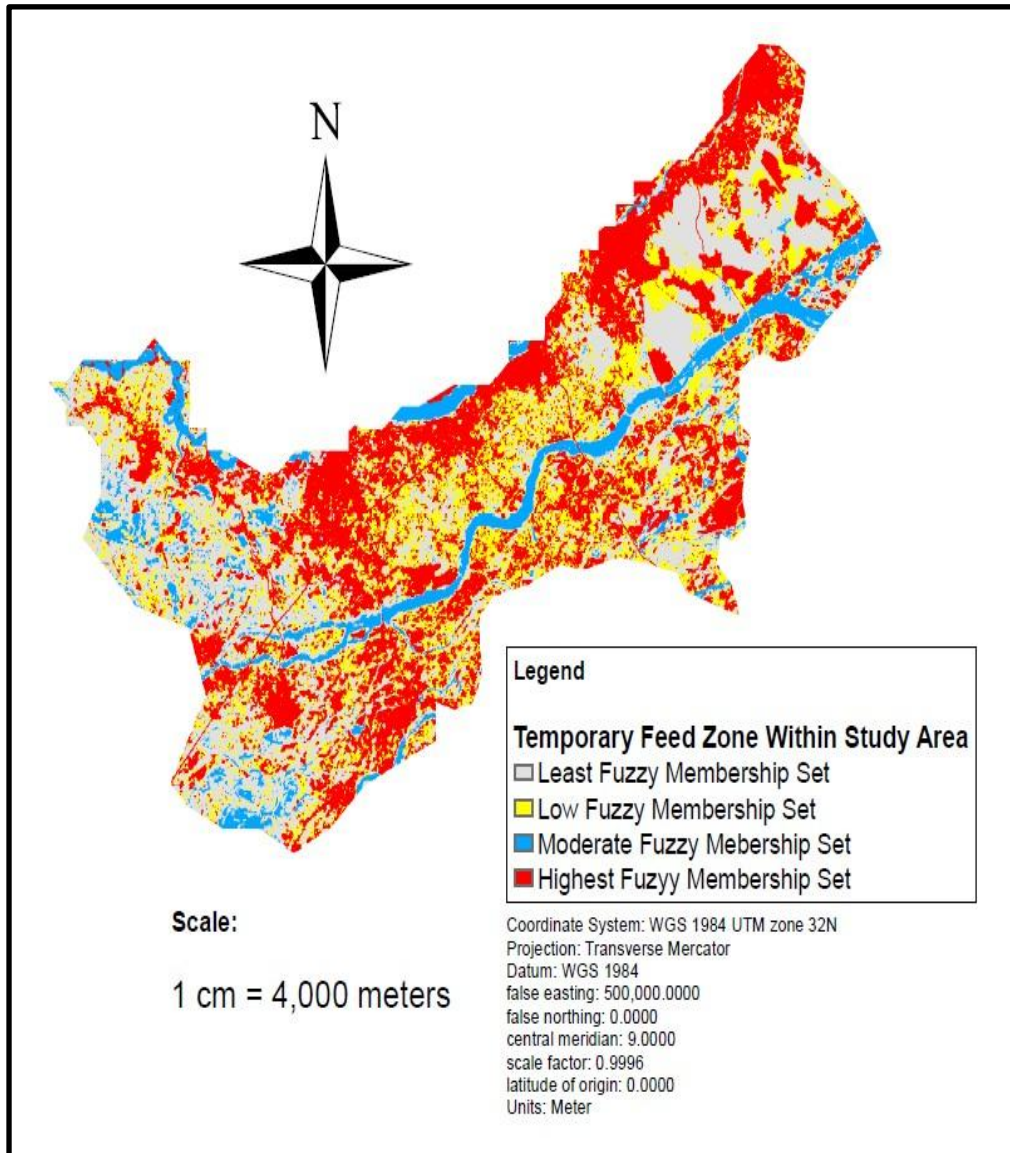 N
Legend
Temporary Feed Zone Within Study Area
Least Fuzzy Membership Set
Low Fuzzy Membership Set
Moderate Fuzzy Mebership Set
Highest Fuzyy Membership Set
Scale:
1 cm = 4,000 meters
Coordinate System: WGS 1984 UTM zone 32N
Projection: Transverse Mercator
Datum: WGS 1984
false easting: 500,000.0000
false northing: 0.0000
central meridian: 9.0000
scale factor: 0.9996
latitude of origin: 0.0000
Units: Meter